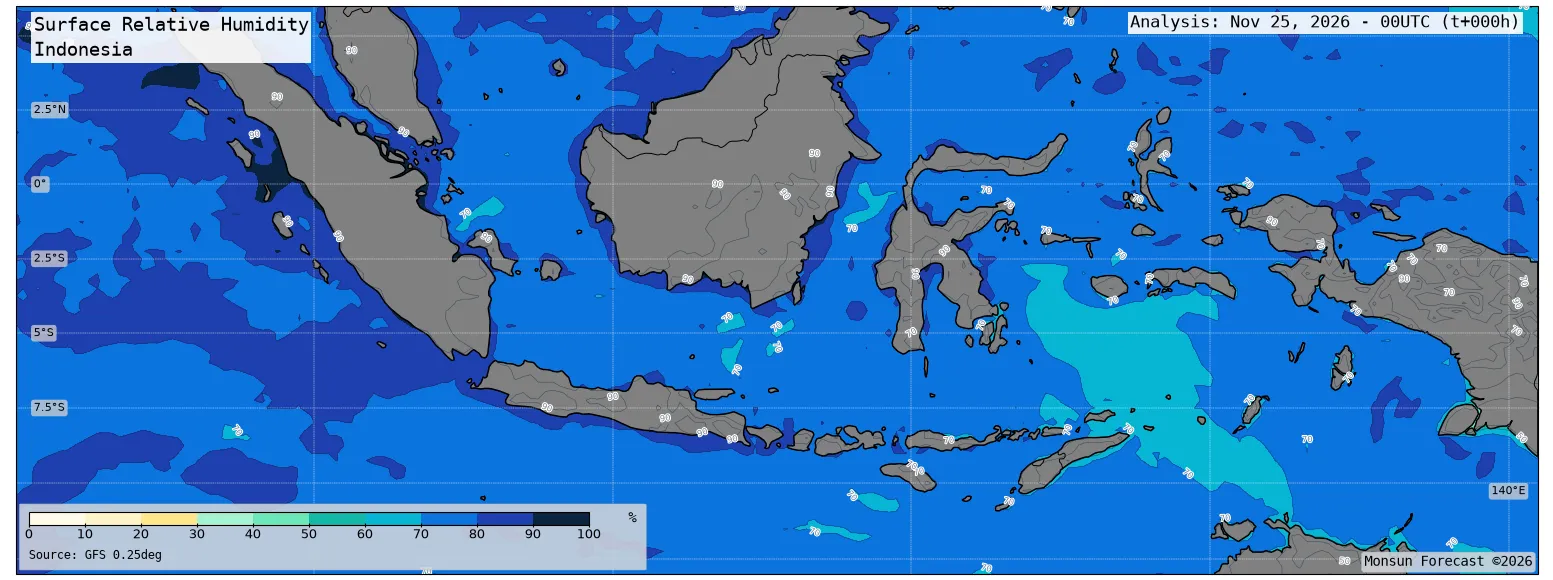 Surface Relative Humidity
Indonesia
Analysis: Nov 25, 2026 - 00UTC (t+000h)
2.5°N
0°
2.5°S
5°S
7.5°S
140°E
%
0 10 20 30 40 50 60 70 80 90 100
Source: GFS 0.25deg
Monsun Forecast ©2026